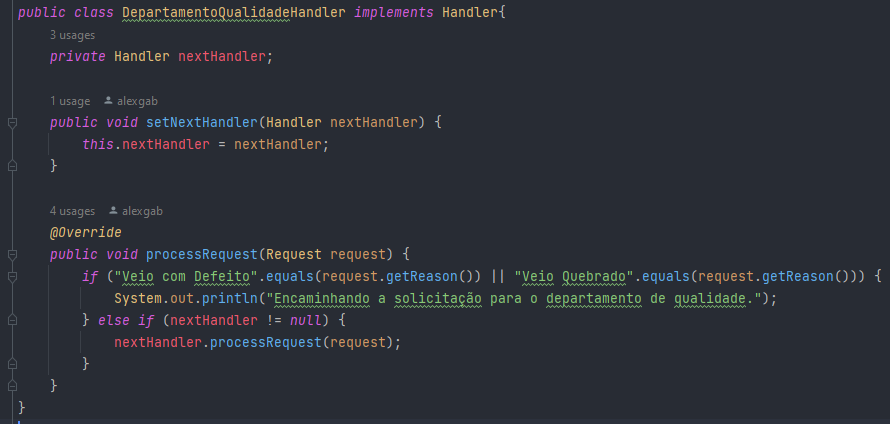 public class DepartamentoQualidadeHandler implements Handler{
3 usages
private Handler nextHandler;
1 usage alexgab
public void setNextHandler(Handler nextHandler) {
this.nextHandler = nextHandler;
}
4 usages alexgab
@Override
public void processRequest(Request request) {
if ("Veio com Defeito".equals(request.getReason()) || "Veio Quebrado".equals(request.getReason())) {
System.out.println("Encaminhando a solicitação para o departamento de qualidade.");
} else if (nextHandler != null) {
nextHandler.processRequest(request);
}
}
}